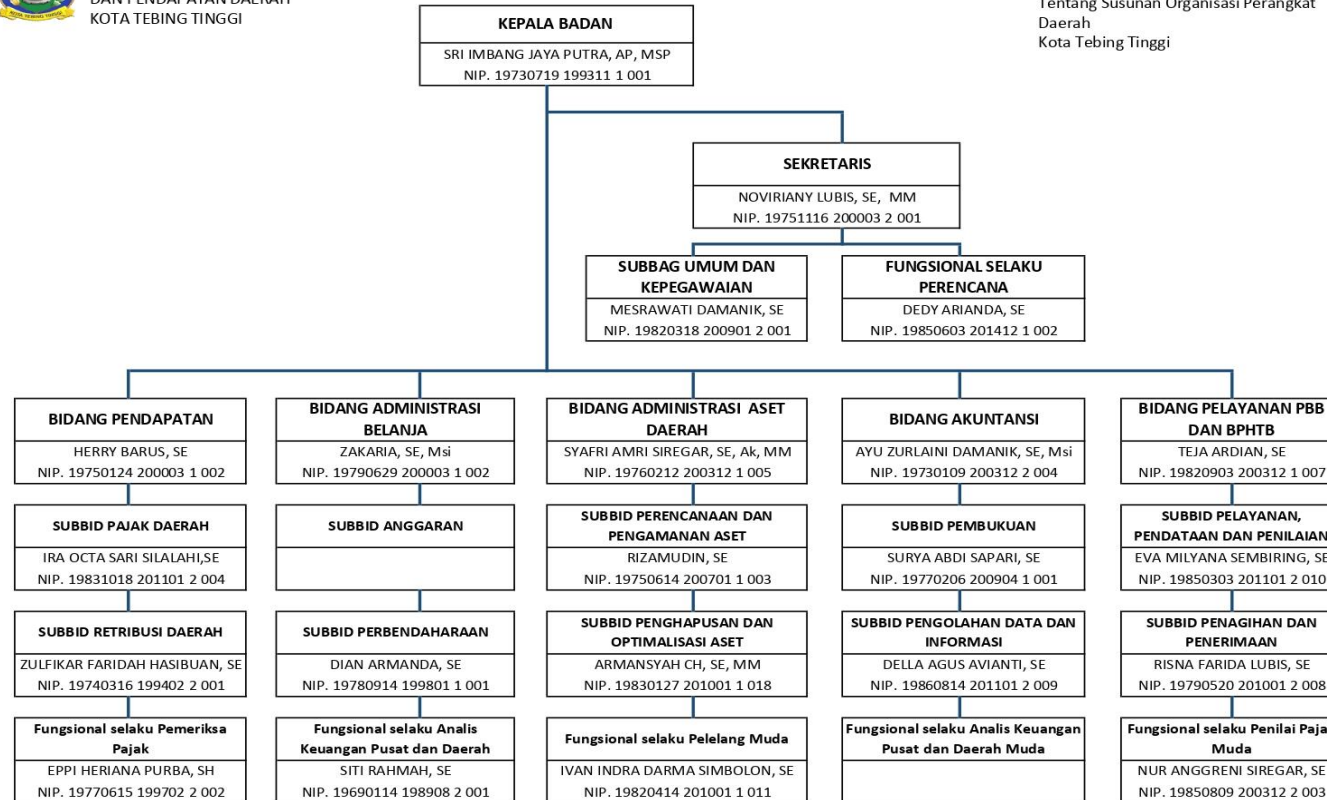 DAN PENDAPATAN DAERAH
KOTA TEBING TINGGI
Tentang Susunan Organisasi Perangkat
Daerah
Kota Tebing Tinggi
KEPALA BADAN
SRI IMBANG JAYA PUTRA, AP, MSP
NIP. 19730719 199311 1 001
SEKRETARIS
NOVIRIANY LUBIS, SE, MM
NIP. 19751116 200003 2 001
SUBBAG UMUM DAN
KEPEGAWAIAN
MESRAWATI DAMANIK, SE
NIP. 19820318 200901 2 001
FUNGSIONAL SELAKU
PERENCANA
DEDY ARIANDA, SE
NIP. 19850603 201412 1 002
BIDANG PENDAPATAN
HERRY BARUS, SE
NIP. 19750124 200003 1 002
BIDANG ADMINISTRASI
BELANJA
ZAKARIA, SE, Msi
NIP. 19790629 200003 1 002
BIDANG ADMINISTRASI ASET
DAERAH
SYAFRI AMRI SIREGAR, SE, Ak, MM
NIP. 19760212 200312 1 005
BIDANG AKUNTANSI
AYU ZURLAINI DAMANIK, SE, Msi
NIP. 19730109 200312 2 004
BIDANG PELAYANAN PBB
DAN BPHTB
TEJA ARDIAN, SE
NIP. 19820903 200312 1 007
SUBBID PAJAK DAERAH
IRA OCTA SARI SILALAHI,SE
NIP. 19831018 201101 2 004
SUBBID ANGGARAN
SUBBID PERENCANAAN DAN
PENGAMANAN ASET
RIZAMUDIN, SE
NIP. 19750614 200701 1 003
SUBBID PEMBUKUAN
SURYA ABDI SAPARI, SE
NIP. 19770206 200904 1 001
SUBBID PELAYANAN,
PENDATAAN DAN PENILAIAN
EVA MILYANA SEMBIRING, SE
NIP. 19850303 201101 2 010
SUBBID RETRIBUSI DAERAH
ZULFIKAR FARIDAH HASIBUAN, SE
NIP. 19740316 199402 2 001
SUBBID PERBENDAHARAAN
DIAN ARMANDA, SE
NIP. 19780914 199801 1 001
SUBBID PENGHAPUSAN DAN
OPTIMALISASI ASET
ARMANSYAH CH, SE, MM
NIP. 19830127 201001 1 018
SUBBID PENGOLAHAN DATA DAN
INFORMASI
DELLA AGUS AVIANTI, SE
NIP. 19860814 201101 2 009
SUBBID PENAGIHAN DAN
PENERIMAAN
RISNA FARIDA LUBIS, SE
NIP. 19790520 201001 2 008
Fungsional selaku Pemeriksa
Pajak
EPPI HERIANA PURBA, SH
NIP. 19770615 199702 2 002
Fungsional selaku Analis
Keuangan Pusat dan Daerah
SITI RAHMAH, SE
NIP. 19690114 198908 2 001
Fungsional selaku Pelelang Muda
IVAN INDRA DARMA SIMBOLON, SE
NIP. 19820414 201001 1 011
Fungsional selaku Analis Keuangan
Pusat dan Daerah Muda
Fungsional selaku Penilai Paja
Muda
NUR ANGGRENI SIREGAR, SE
NIP. 19850809 200312 2 003